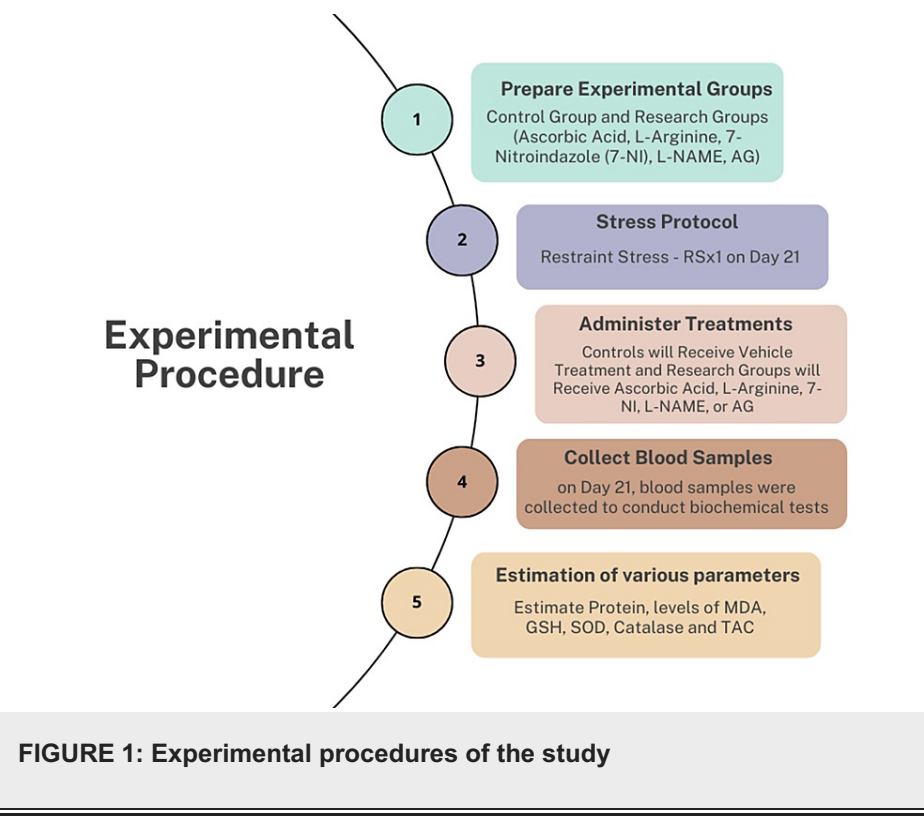 Experimental
Procedure
1
Prepare Experimental Groups
Control Group and Research Groups
(Ascorbic Acid, L-Arginine, 7-
Nitroindazole (7-NI), L-NAME, AG)
2
Stress Protocol
Restraint Stress - RSx1 on Day 21
3
Administer Treatments
Controls will Receive Vehicle
Treatment and Research Groups will
Receive Ascorbic Acid, L-Arginine, 7-
NI, L-NAME, or AG
4
Collect Blood Samples
on Day 21, blood samples were
collected to conduct biochemical tests
5
Estimation of various parameters
Estimate Protein, levels of MDA,
GSH, SOD, Catalase and TAC
FIGURE 1: Experimental procedures of the study